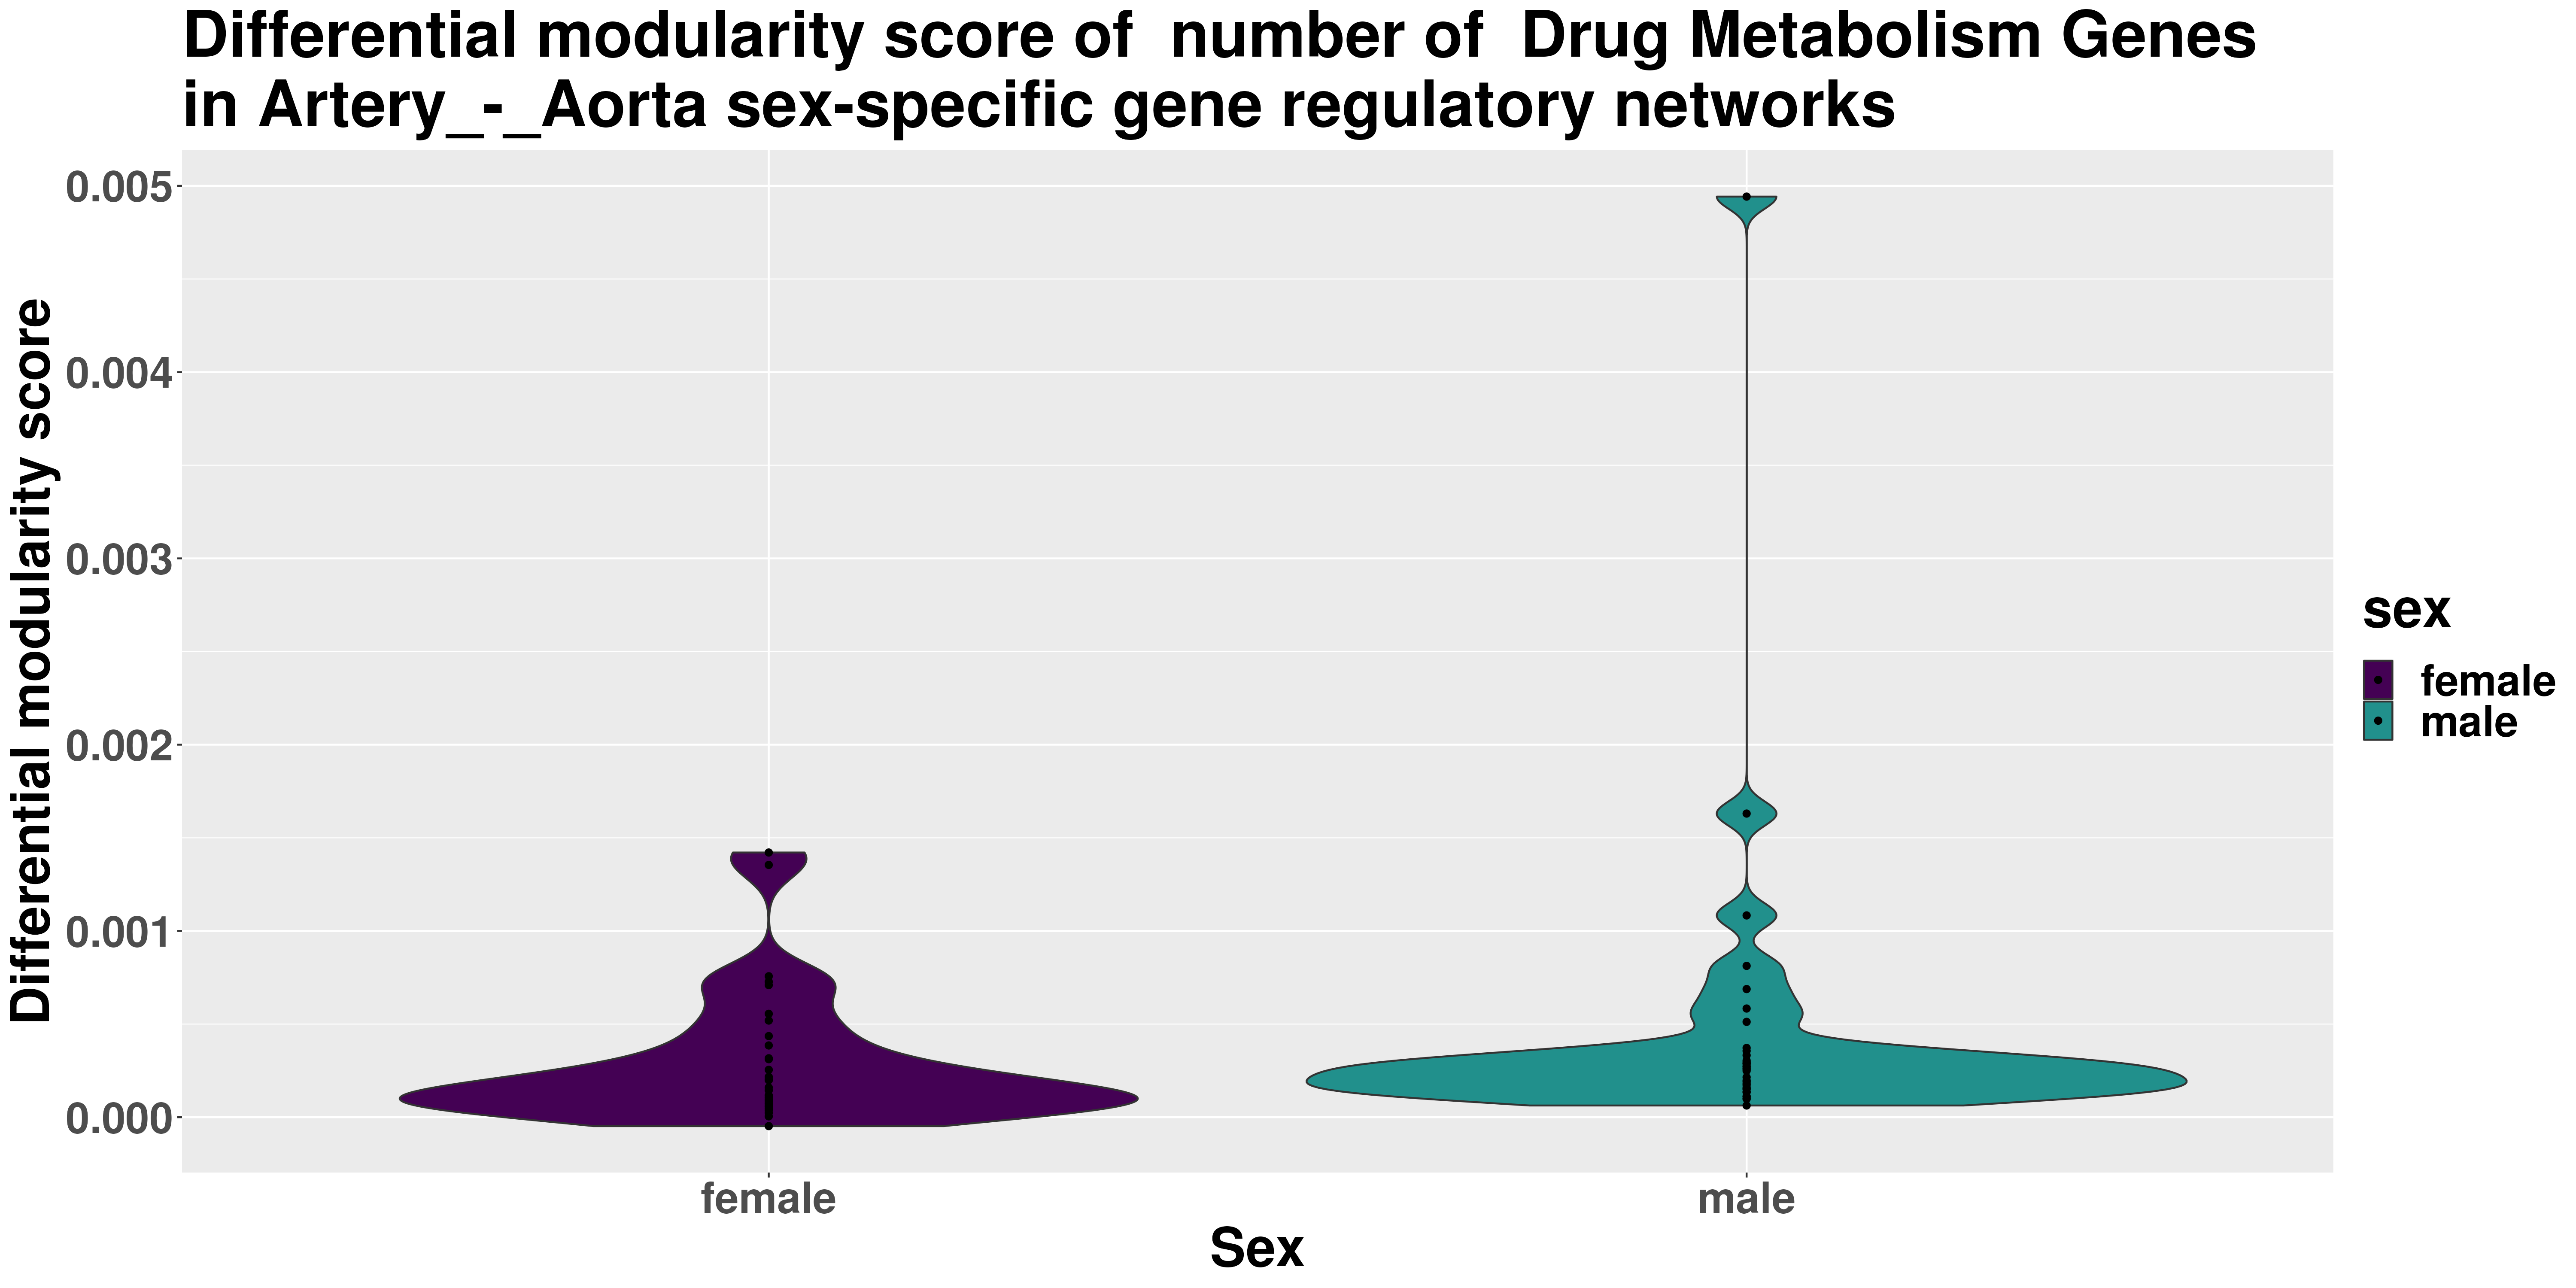 Differential modularity score of  number of  Drug Metabolism Genes
in Artery_-_Aorta sex-specific gene regulatory networks
Differential modularity score
0.005
0.004
0.003
0.002
0.001
0.000
female
male
Sex
sex
female
male